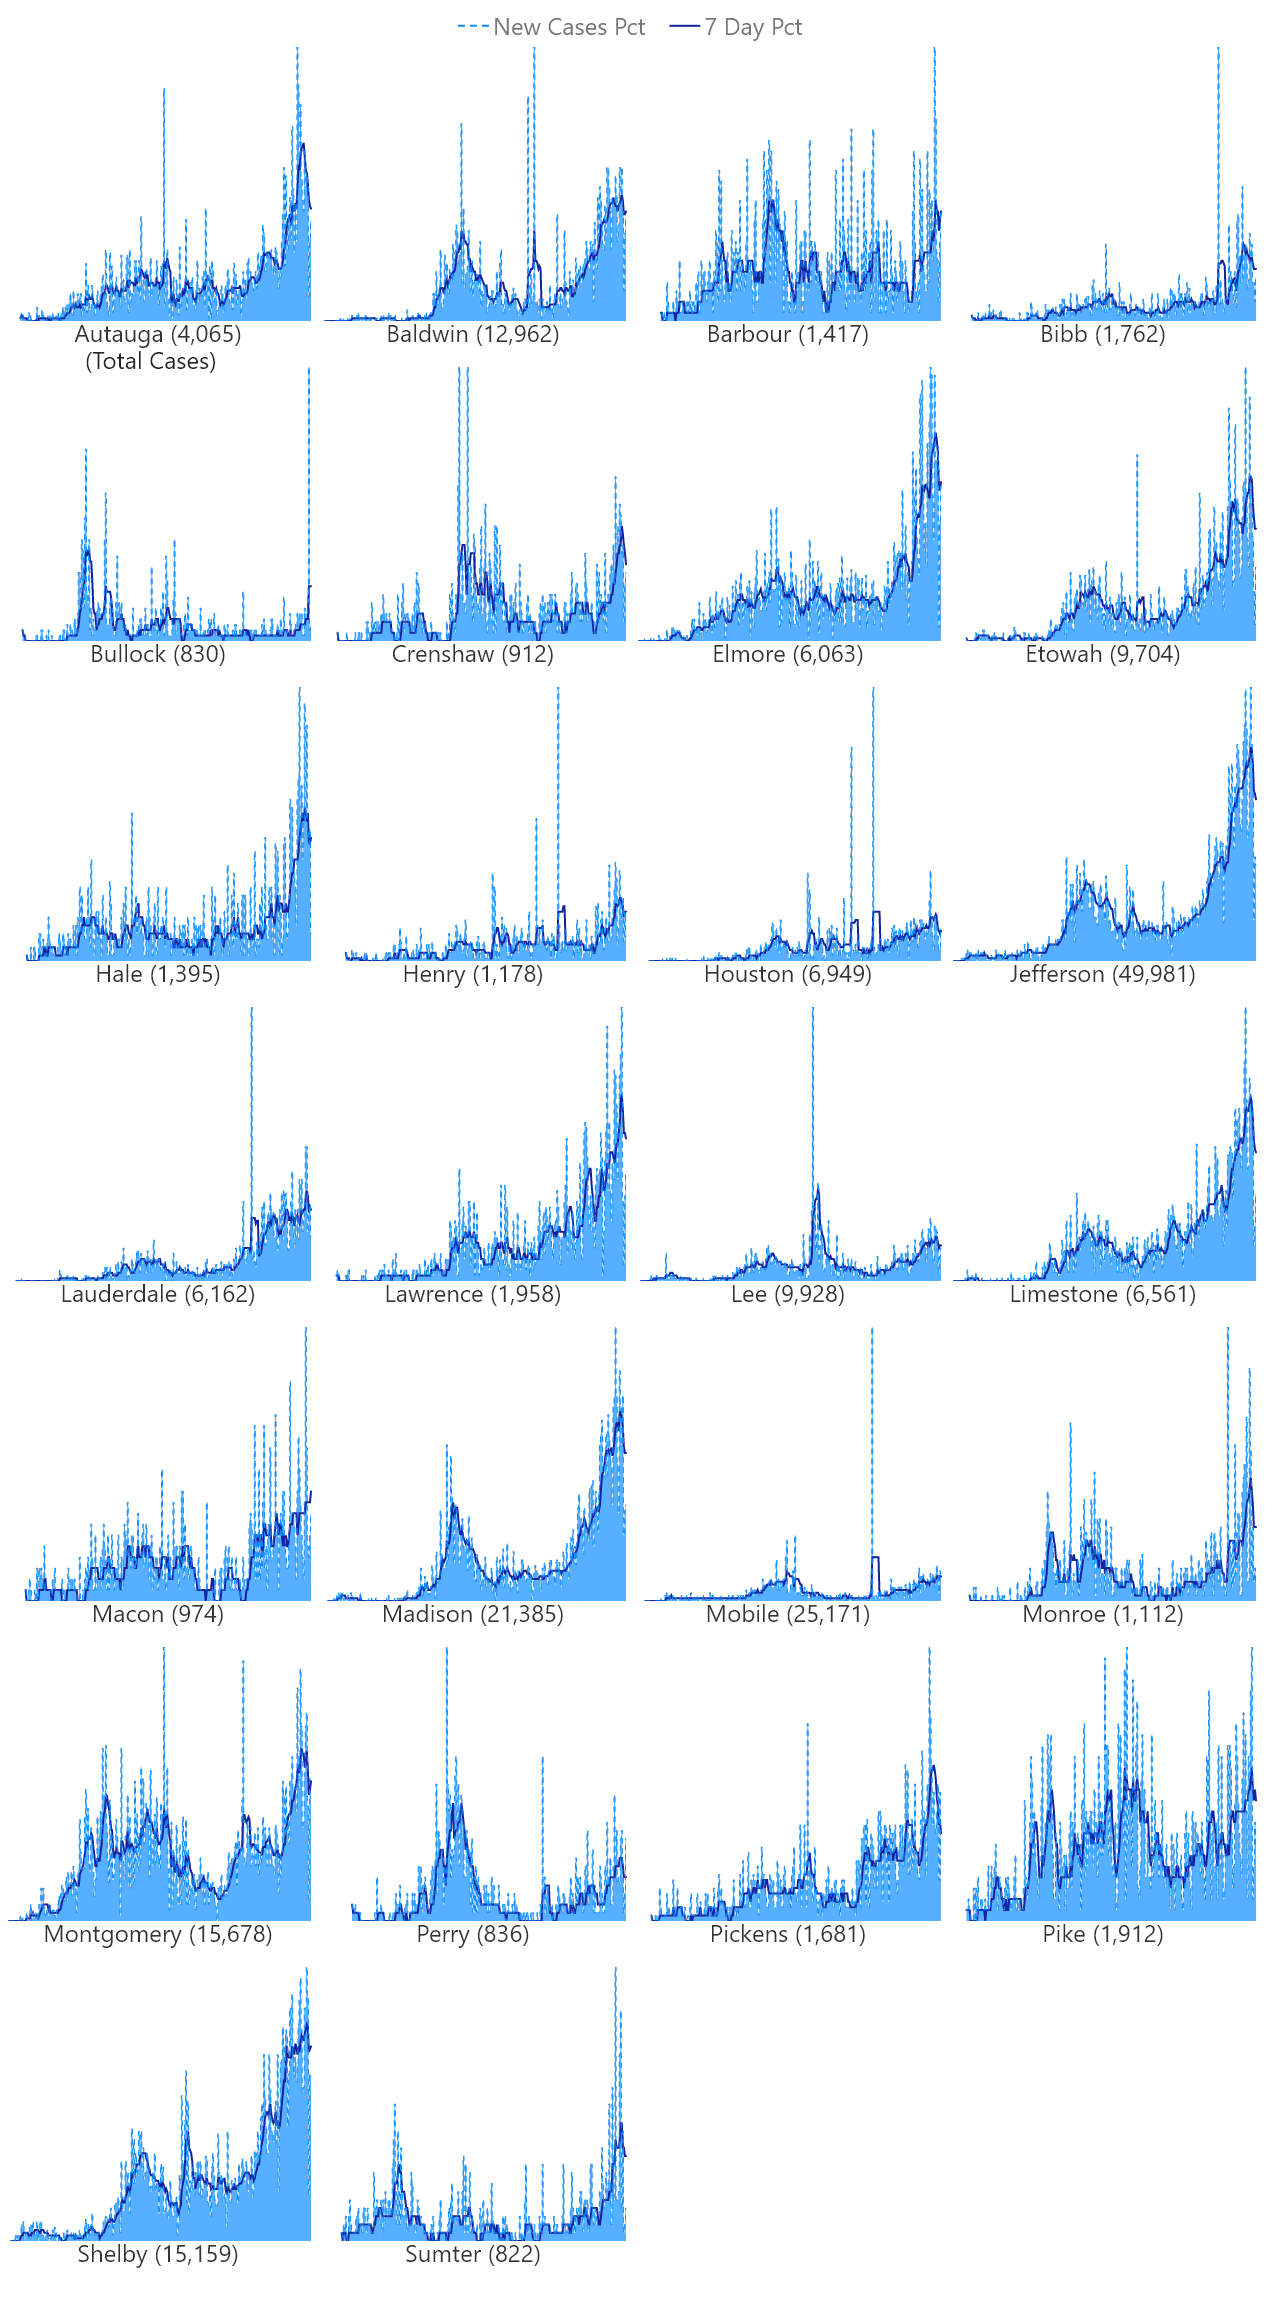 New Cases Pct 7 Day Pct
Autauga (4,065) Baldwin (12,962) Barbour (1,417) Bibb (1,762)
(Total Cases)
Bullock (830) Crenshaw (912) Elmore (6,063) Etowah (9,704)
Hale (1,395) Henry (1,178) Houston (6,949) Jefferson (49,981)
Lauderdale (6,162) Lawrence (1,958) Lee (9,928) Limestone (6,561)
Macon (974) Madison (21,385) Mobile (25,171) Monroe (1,112)
Montgomery (15,678) Perry (836) Pickens (1,681) Pike (1,912)
Shelby (15,159) Sumter (822)